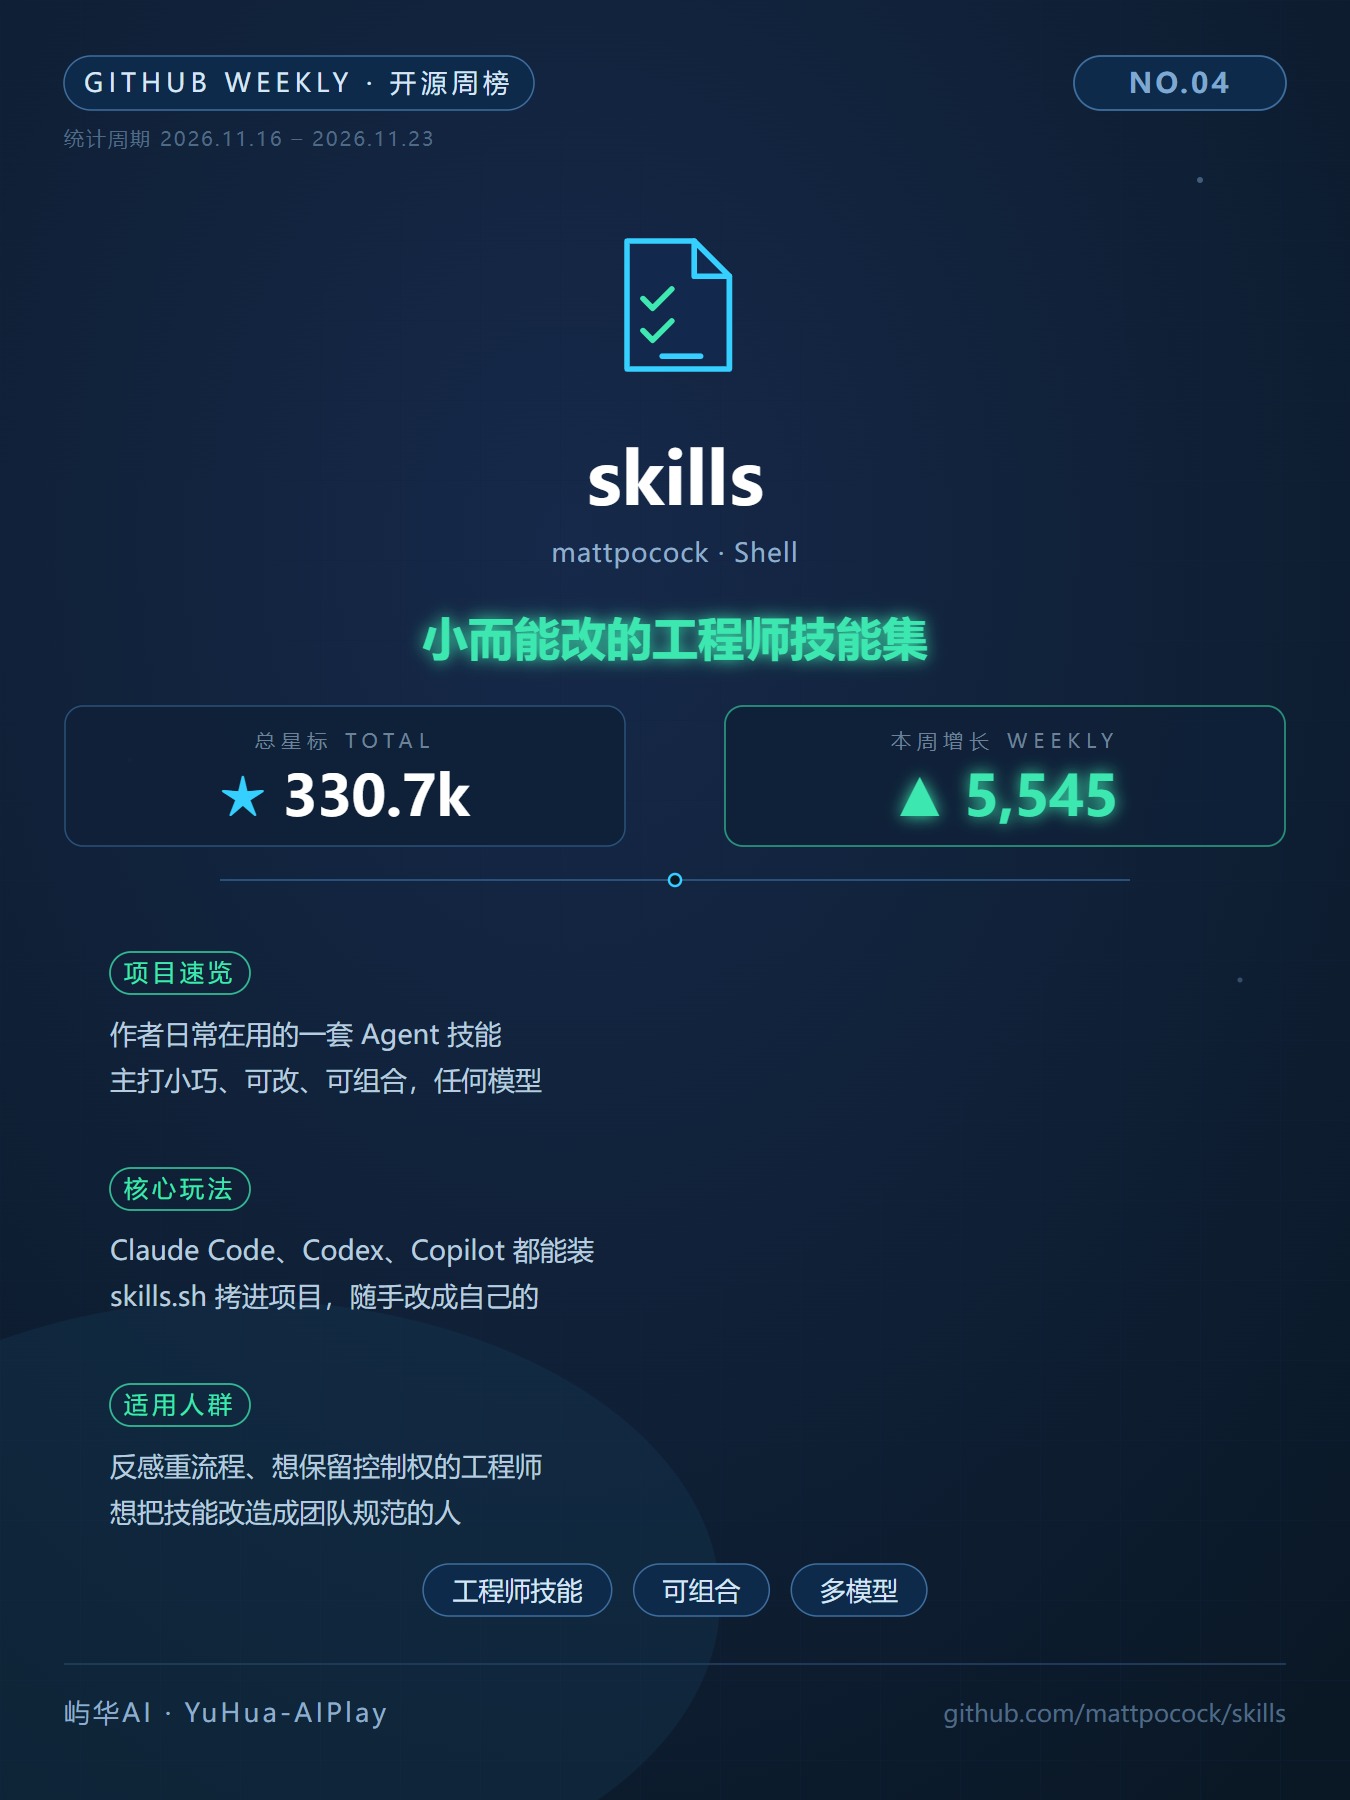 GITHUB WEEKLY · 开源周榜
NO.04
统计周期 2026.11.16 – 2026.11.23
skills
mattpocock · Shell
小而能改的工程师技能集
总星标 TOTAL
★ 330.7k
本周增长 WEEKLY
▲ 5,545
项目速览
作者日常在用的一套 Agent 技能
主打小巧、可改、可组合，任何模型
核心玩法
Claude Code、Codex、Copilot 都能装
skills.sh 拷进项目，随手改成自己的
适用人群
反感重流程、想保留控制权的工程师
想把技能改造成团队规范的人
工程师技能
可组合
多模型
屿华AI · YuHua-AIPlay
github.com/mattpocock/skills